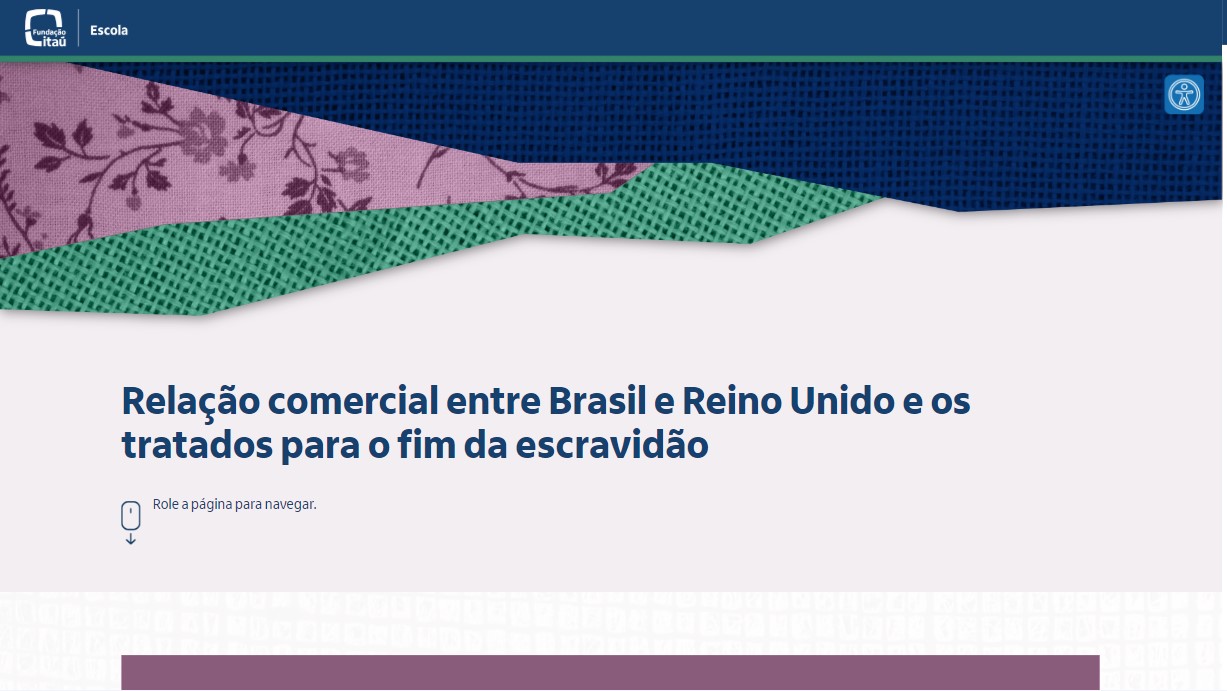 Fundação
itaú
Escola
Relação comercial entre Brasil e Reino Unido e os
tratados para o fim da escravidão
Role a página para navegar.